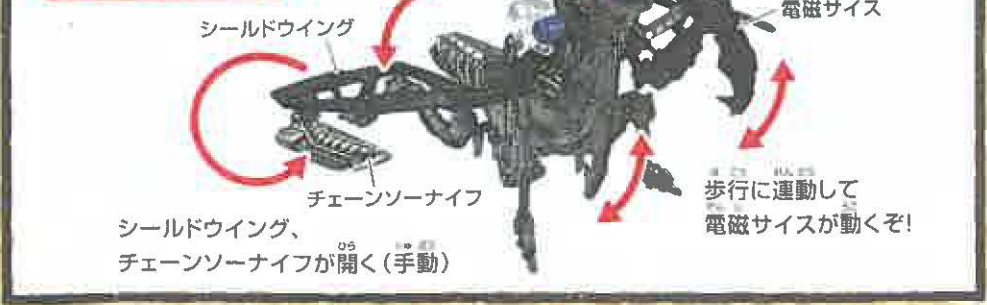 電磁サイス
シールドウイング
チェーンソーナイフ
シールドウイング、
チェーンソーナイフが開く(手動)
歩行に連動して
電磁サイスが動くぞ!